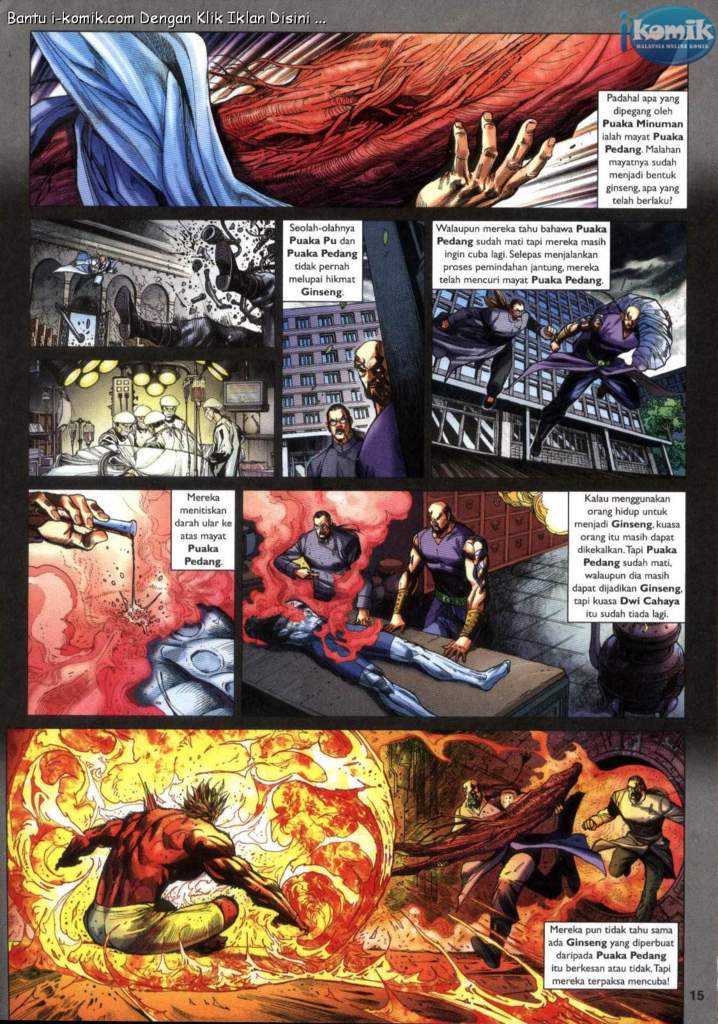 Bantu i-komik.com Dengan Klik Iklan Disini ...
ikomik
MALAYSIA ONLINE KOMIK
Padahal apa yang
dipegang oleh
Puaka Minuman
ialah mayat Puaka
Pedang. Malahan
mayatnya sudah
menjadi bentuk
ginseng, apa yang
telah berlaku?
Seolah-olahnya
Puaka Pu dan
Puaka Pedang
tidak pernah
melupai hikmat
Ginseng.
Walaupun mereka tahu bahawa Puaka
Pedang sudah mati tapi mereka masih
ingin cuba lagi. Selepas menjalankan
proses pemindahan jantung, mereka
telah mencuri mayat Puaka Pedang.
Mereka
menitiskan
darah ular ke
atas mayat
Puaka
Pedang.
Kalau menggunakan
orang hidup untuk
menjadi Ginseng, kuasa
orang itu masih dapat
dikekalkan. Tapi Puaka
Pedang sudah mati,
walaupun dia masih
dapat dijadikan Ginseng,
tapi kuasa Dwi Cahaya
itu sudah tiada lagi.
Mereka pun tidak tahu sama
ada Ginseng yang diperbuat
daripada Puaka Pedang
itu berkesan atau tidak. Tapi
mereka terpaksa mencuba!
15